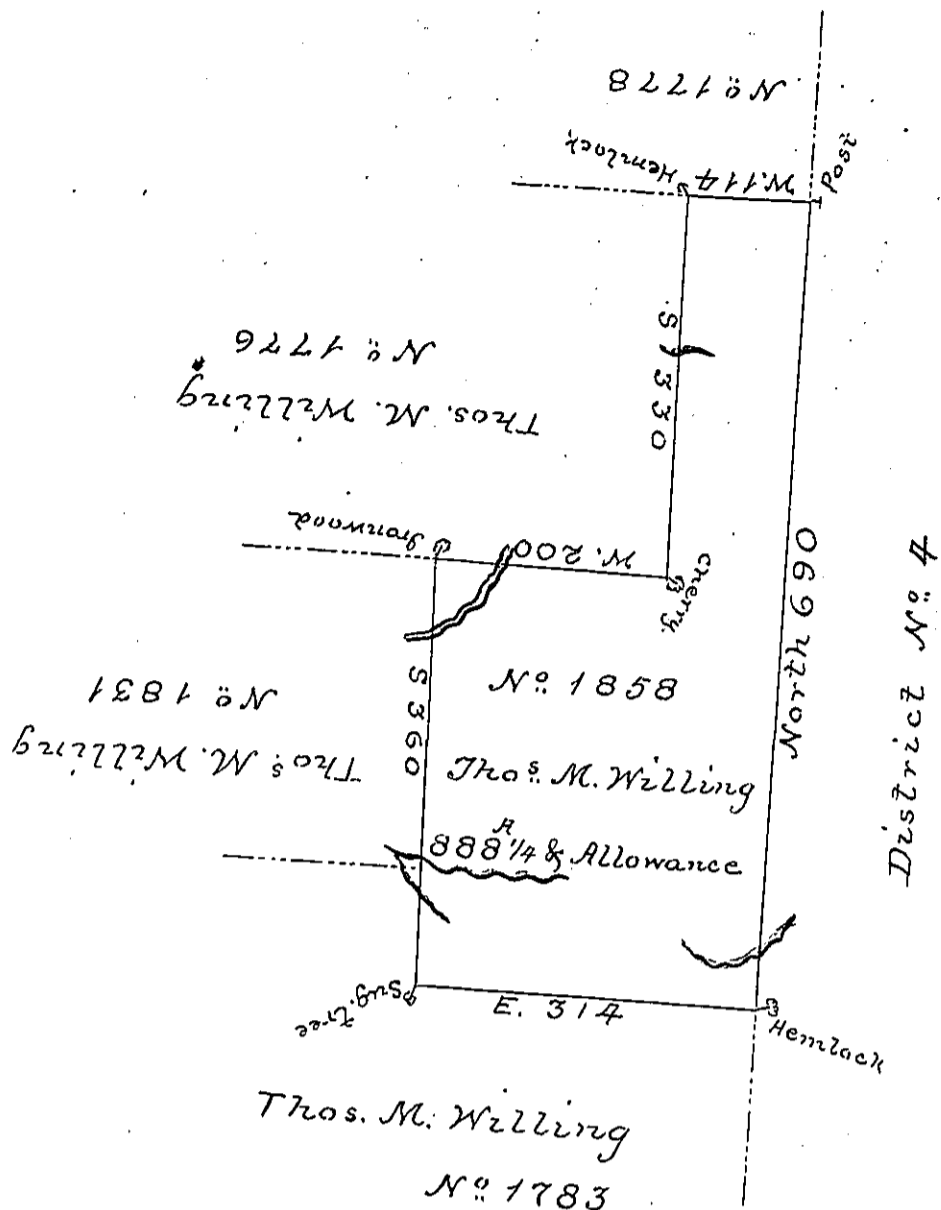 Nº 1778
Hemlock
W. 114
Post
S. 330
Nº 1776
Thos. M. Willing
Ironwood
W. 200
Cherry.
North 690
District Nº 4
Nº 1831
Thos. M. Willing
S 360
Nº 1858
Thos. M. Willing
888 A 1/4 & Allowance
Sug. tree
E. 314
Hemlock
Thos. M. Willing
Nº 1783